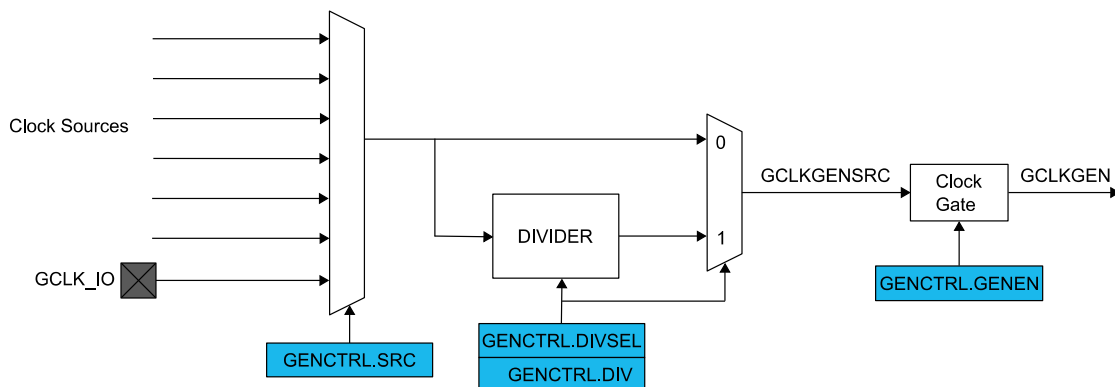 Clock Sources
GCLK_IO
GENCTRL.SRC
DIVIDER
GENCTRL.DIVSEL
GENCTRL.DIV
0
1
GCLKGENSRC
Clock
Gate
GCLKGEN
GENCTRL.GENEN